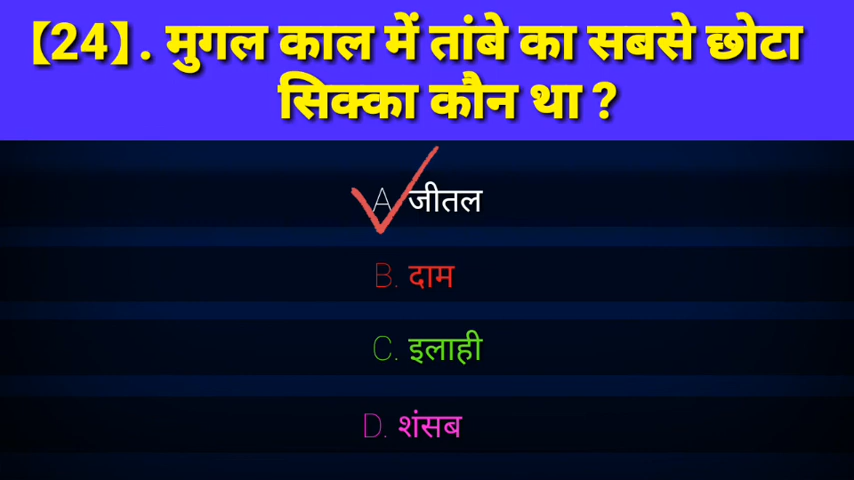 【24】. मुगल काल में तांबे का सबसे छोटा
सिक्का कौन था ?
A जीतल
B. दाम
C. इलाही
D. शंसब